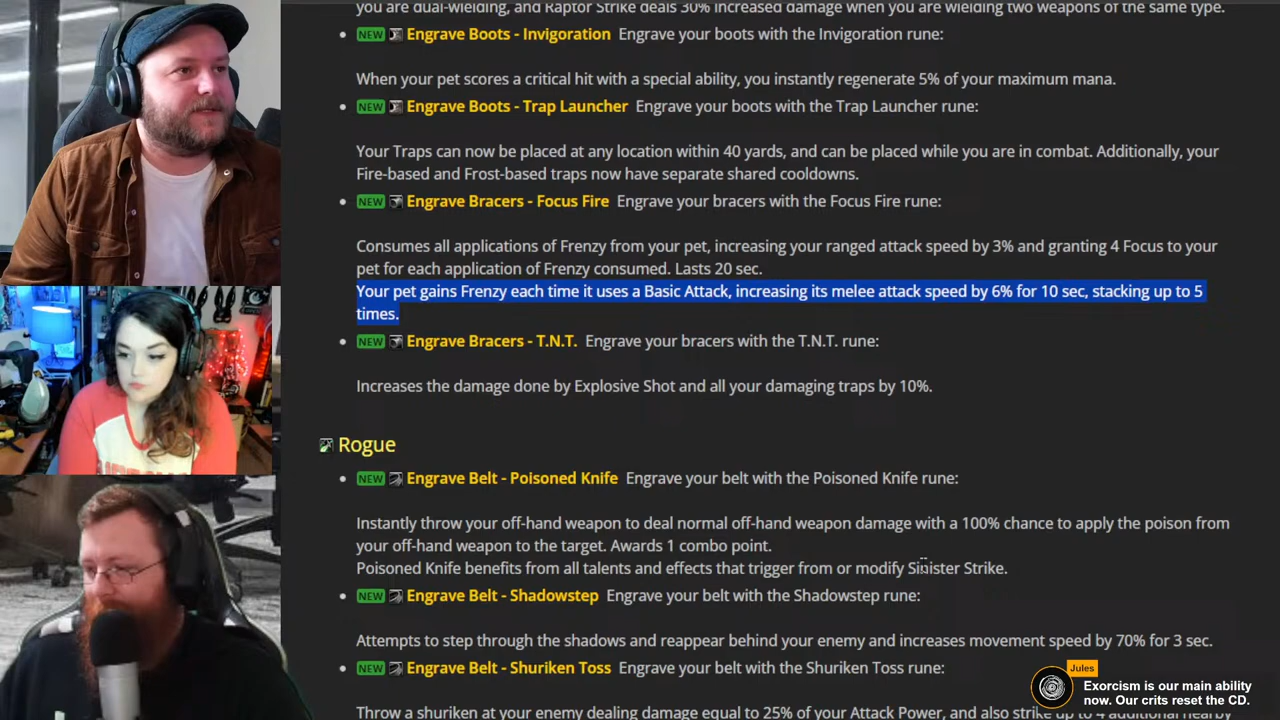 you are dual-wielding, and Raptor Strike deals 30% increased damage when you are wielding two weapons of the same type.
NEW Engrave Boots - Invigoration Engrave your boots with the Invigoration rune:
When your pet scores a critical hit with a special ability, you instantly regenerate 5% of your maximum mana.
NEW Engrave Boots - Trap Launcher Engrave your boots with the Trap Launcher rune:
Your Traps can now be placed at any location within 40 yards, and can be placed while you are in combat. Additionally, your
Fire-based and Frost-based traps now have separate shared cooldowns.
NEW Engrave Bracers - Focus Fire Engrave your bracers with the Focus Fire rune:
Consumes all applications of Frenzy from your pet, increasing your ranged attack speed by 3% and granting 4 Focus to your
pet for each application of Frenzy consumed. Lasts 20 sec.
Your pet gains Frenzy each time it uses a Basic Attack, increasing its melee attack speed by 6% for 10 sec, stacking up to 5
times.
NEW Engrave Bracers - T.N.T. Engrave your bracers with the T.N.T. rune:
Increases the damage done by Explosive Shot and all your damaging traps by 10%.
Rogue
NEW Engrave Belt - Poisoned Knife Engrave your belt with the Poisoned Knife rune:
Instantly throw your off-hand weapon to deal normal off-hand weapon damage with a 100% chance to apply the poison from
your off-hand weapon to the target. Awards 1 combo point.
Poisoned Knife benefits from all talents and effects that trigger from or modify Sinister Strike.
NEW Engrave Belt - Shadowstep Engrave your belt with the Shadowstep rune:
Attempts to step through the shadows and reappear behind your enemy and increases movement speed by 70% for 3 sec.
NEW Engrave Belt - Shuriken Toss Engrave your belt with the Shuriken Toss rune:
Throw a shuriken at your enemy dealing damage equal to 25% of your Attack Power, and also strike up to
Jules
Exorcism is our main ability
now. Our crits reset the CD.